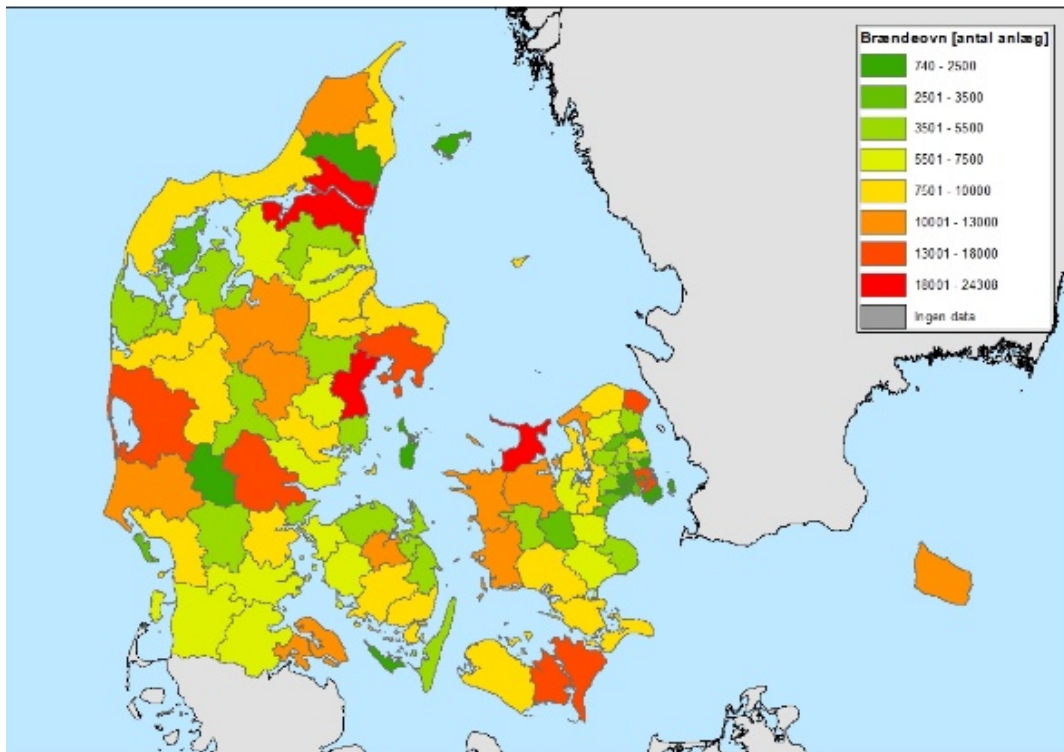 Brændeovn [antal anlæg]
740 - 2500
2501 - 3500
3501 - 5500
5501 - 7500
7501 - 10000
10001 - 13000
13001 - 18000
18001 - 24300
Ingen data